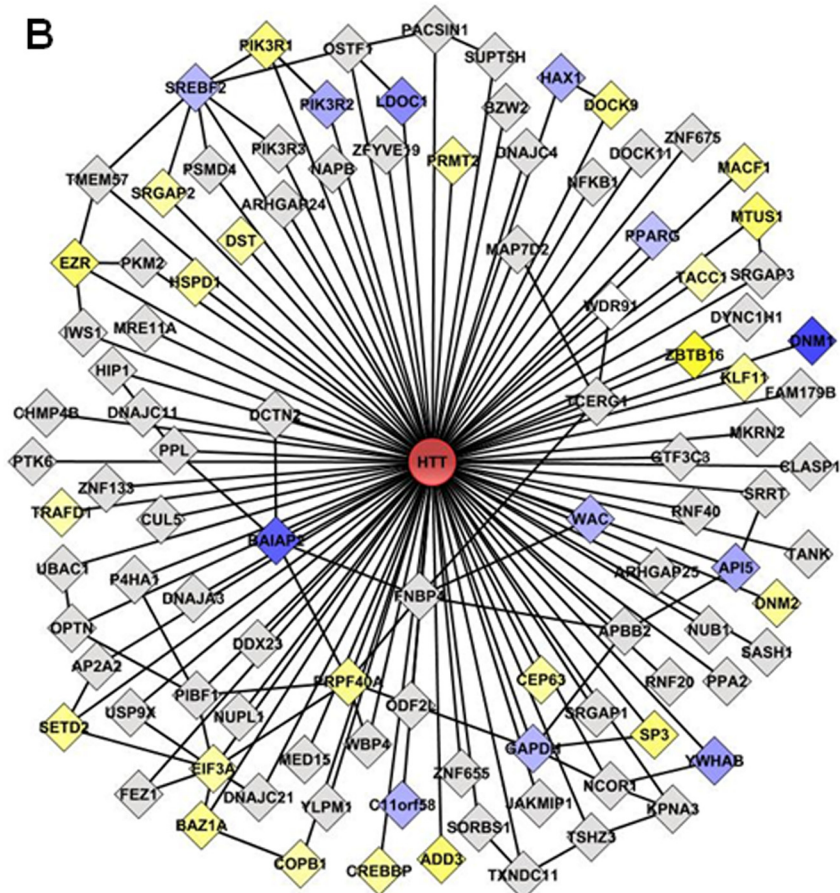 B
PIK3R1
OSTF1
PACSIN1
SUPT5H
SREBF2
PIK3R2
LDOC1
HAX1
DOCK9
BZW2
TMEM57
PSMD4
PIK3R3
NAPB
ZFYVE19
PRMT2
DNAJC4
DOCK11
ZNF675
SRGAP2
ARHGAP24
NFKB1
MACF1
DST
MAP7D2
PPARG
MTUS1
EZR
PKM2
HSPD1
TACC1
SRGAP3
IWS1
MRE11A
WDR91
DYNC1H1
ZBTB16
DNM1
HIP1
KLF11
FAM179B
CHMP4B
DNAJC11
DCTN2
TCERG1
MKRN2
PTK6
PPL
HTT
GTF3C3
CLASP1
ZNF133
SRRT
TRAFD1
CUL5
WAC
RNF40
BAIAP2
TANK
UBAC1
P4HA1
ARHGAP25
API5
DNAJA3
FNBP4
DNM2
OPTN
DDX23
APBB2
NUB1
SASH1
AP2A2
PIBF1
PRPF40A
CEP63
RNF20
PPA2
SETD2
USP9X
NUPL1
ODF2L
SRGAP1
SP3
WBP4
GAPDH
YWHAB
EIF3A
MED15
ZNF655
NCOR1
FEZ1
DNAJC21
YLPM1
C11orf58
JAKMIP1
KPNA3
BAZ1A
SORBS1
TSHZ3
COPB1
CREBBP
ADD3
TXNDC11